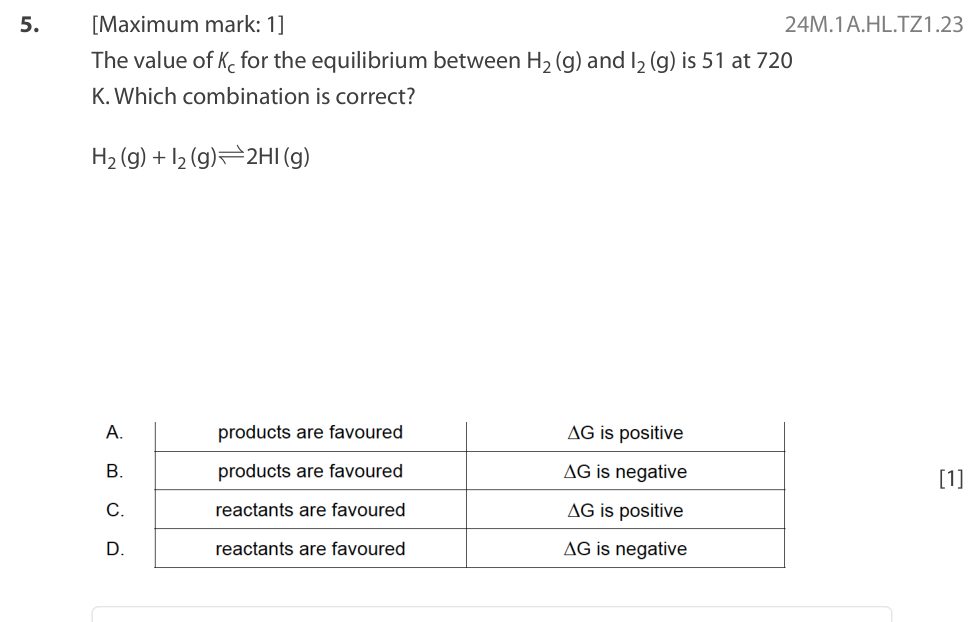 5. [Maximum mark: 1] 24M.1A.HL.TZ1.23
The value of Kc for the equilibrium between H2 (g) and I2 (g) is 51 at 720
K. Which combination is correct?
H2 (g) + I2 (g)⇌2HI (g)
A. products are favoured ΔG is positive
B. products are favoured ΔG is negative
[1]
C. reactants are favoured ΔG is positive
D. reactants are favoured ΔG is negative